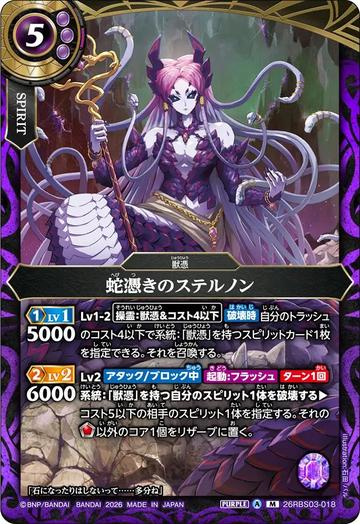 5
SPIRIT
じゅうひょう
獣憑
へびつ
蛇憑きのステルノン
1 LV1 5000
Lv1-2 操霊:獣憑&コスト4以下 破壊時 自分のトラッシュ
のコスト4以下で系統:「獣憑」を持つスピリットカード1枚
を指定できる。それを召喚する。
2 LV2 6000
Lv2 アタック/ブロック中 起動:フラッシュ ターン1回
系統:「獣憑」を持つ自分のスピリット1体を破壊する▶
コスト5以下の相手のスピリット1体を指定する。それの
以外のコア1個をリザーブに置く。
「石になったりはしないって……多分ね」
illustration:石田バル
©BNP/BANDAI BANDAI 2026 MADE IN JAPAN PURPLE A M 26RBS03-018